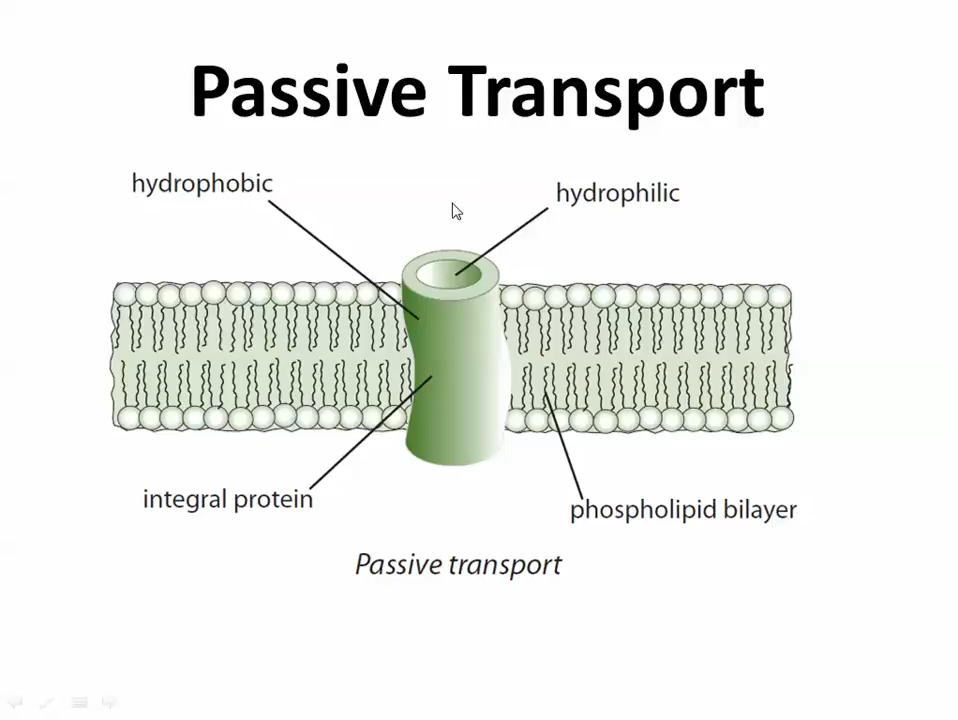 Passive Transport
hydrophobic
hydrophilic
integral protein
phospholipid bilayer
Passive transport